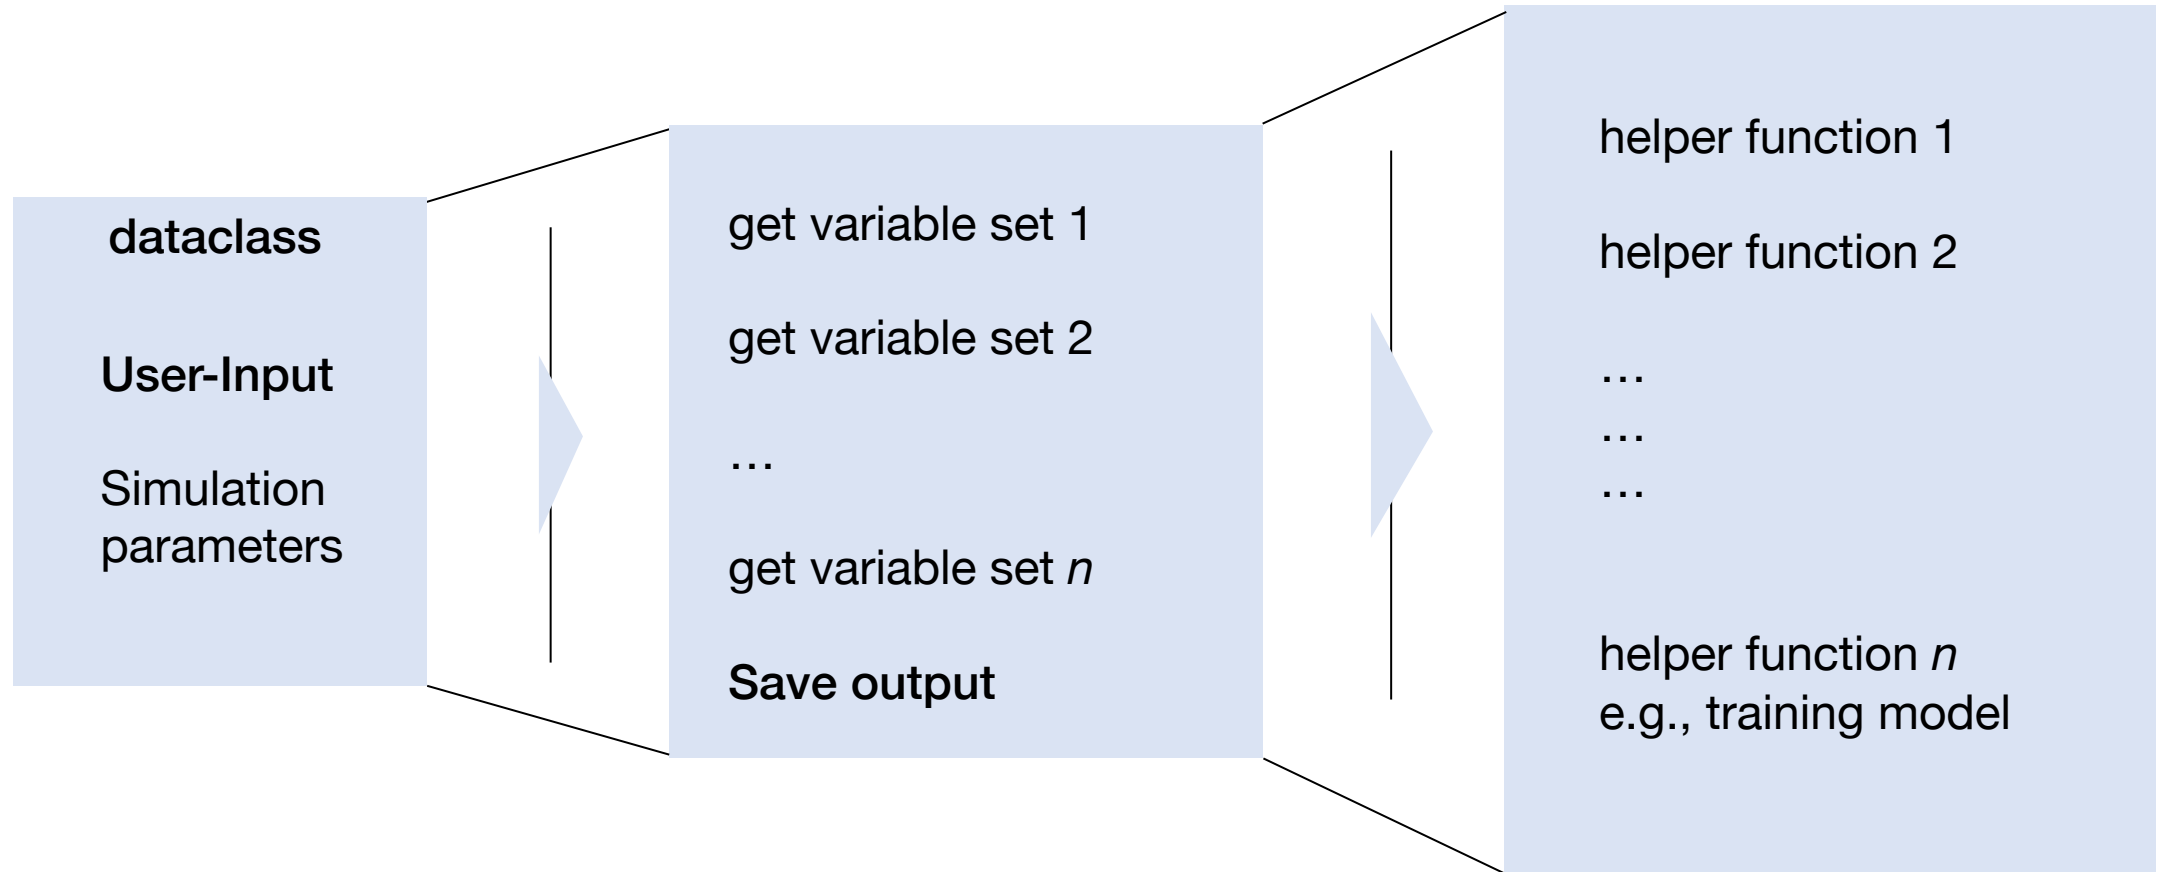 dataclass
User-Input
Simulation
parameters
get variable set 1
get variable set 2
…
get variable set n
Save output
helper function 1
helper function 2
…
…
…
helper function n
e.g., training model